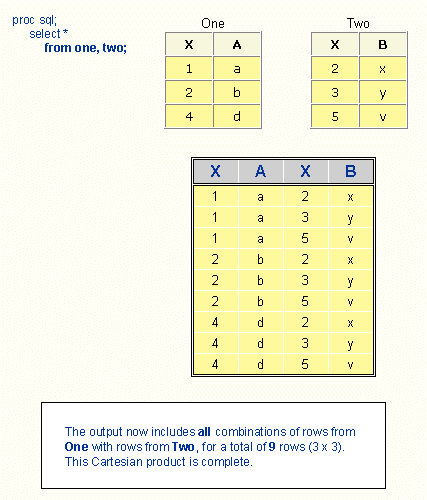 proc sql;
select *
from one, two;
One
X A
1 a
2 b
4 d
Two
X B
2 x
3 y
5 v
X A X B
1 a 2 x
1 a 3 y
1 a 5 v
2 b 2 x
2 b 3 y
2 b 5 v
4 d 2 x
4 d 3 y
4 d 5 v
The output now includes all combinations of rows from
One with rows from Two, for a total of 9 rows (3 x 3).
This Cartesian product is complete.